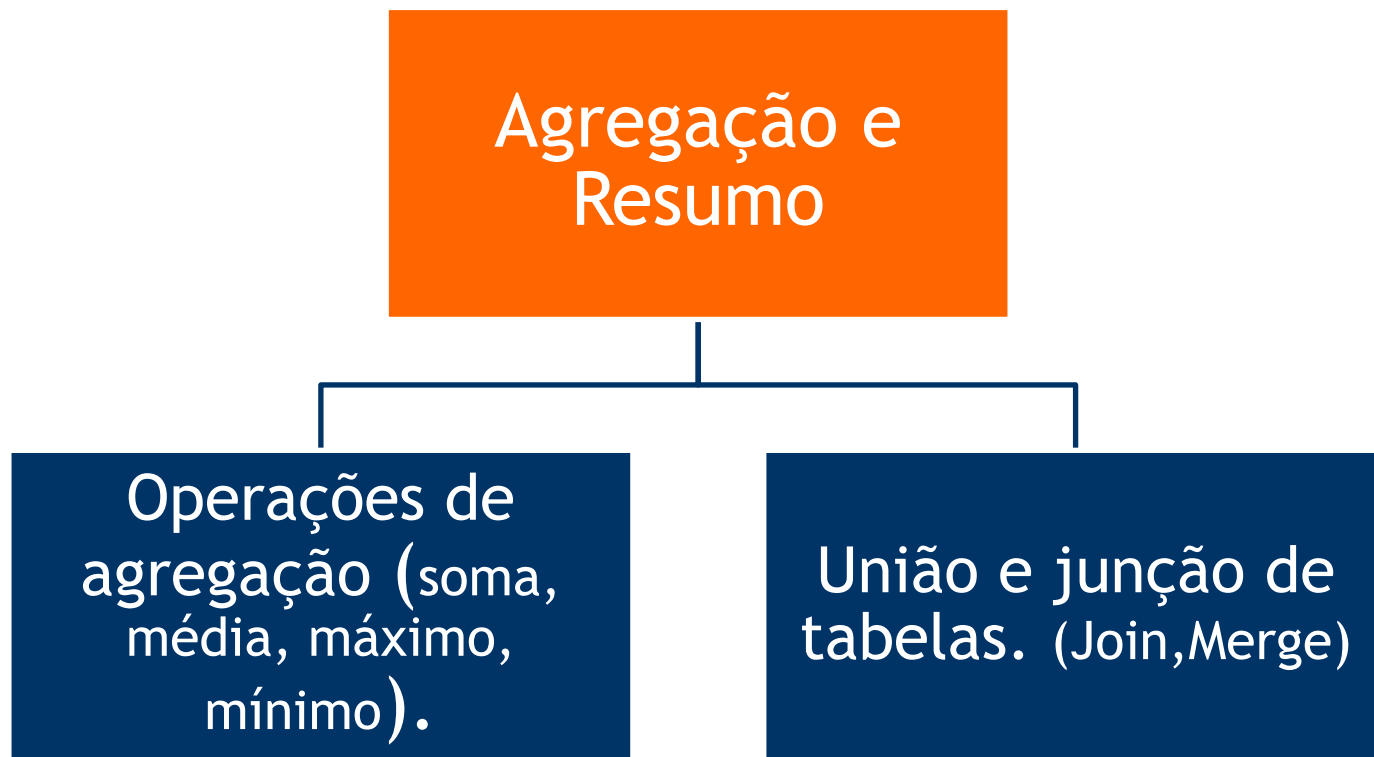 Agregação e
Resumo
Operações de
agregação (soma,
média, máximo,
mínimo).
União e junção de
tabelas. (Join,Merge)